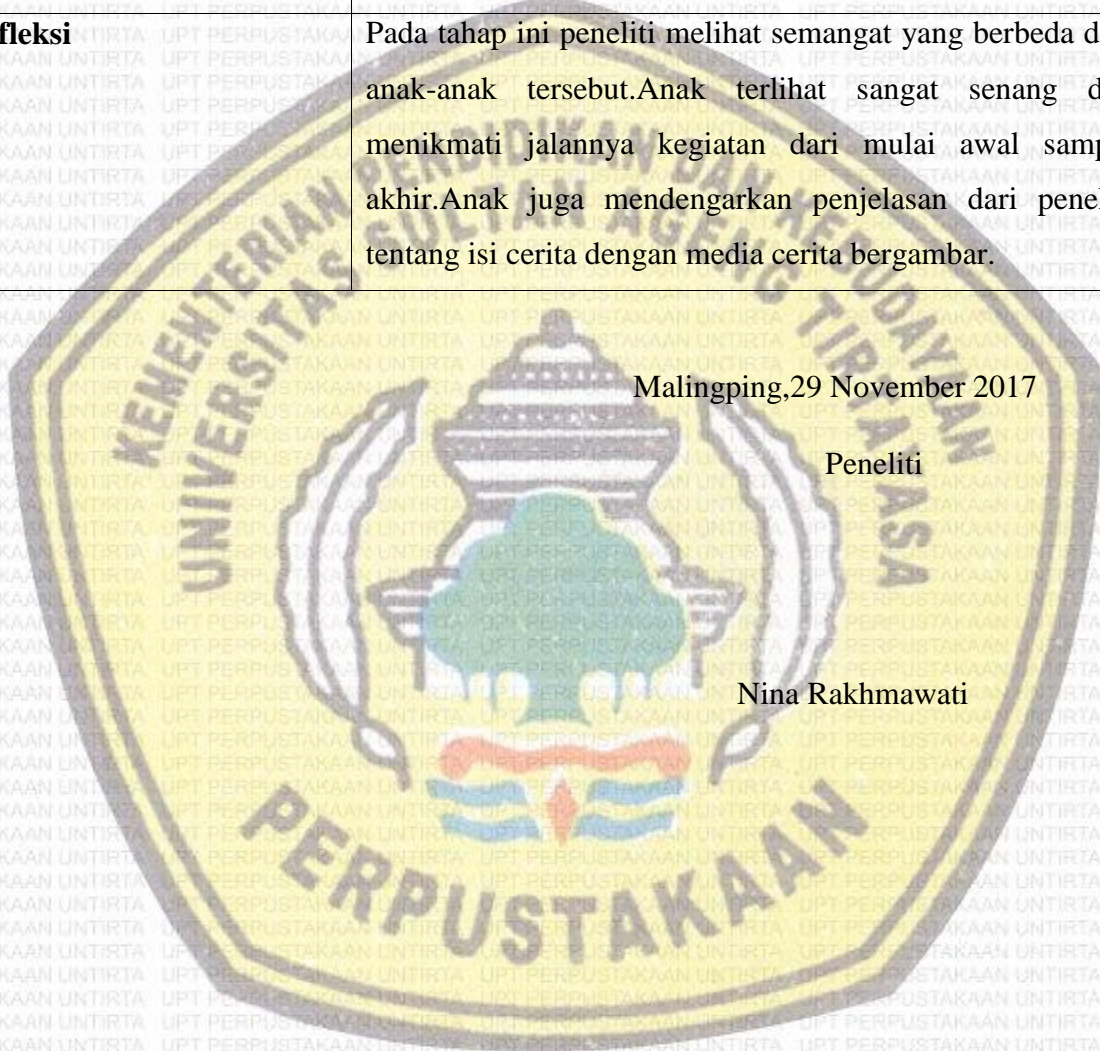 fleksi
Pada tahap ini peneliti melihat semangat yang berbeda d
anak-anak tersebut.Anak terlihat sangat senang d
menikmati jalannya kegiatan dari mulai awal samp
akhir.Anak juga mendengarkan penjelasan dari penel
tentang isi cerita dengan media cerita bergambar.
KEMENTERIAN PENDIDIKAN DAN KEBUDAYAAN
UNIVERSITAS SULTAN AGENG TIRTAYASA
Malingping,29 November 2017
Peneliti
Nina Rakhmawati
PERPUSTAKAAN